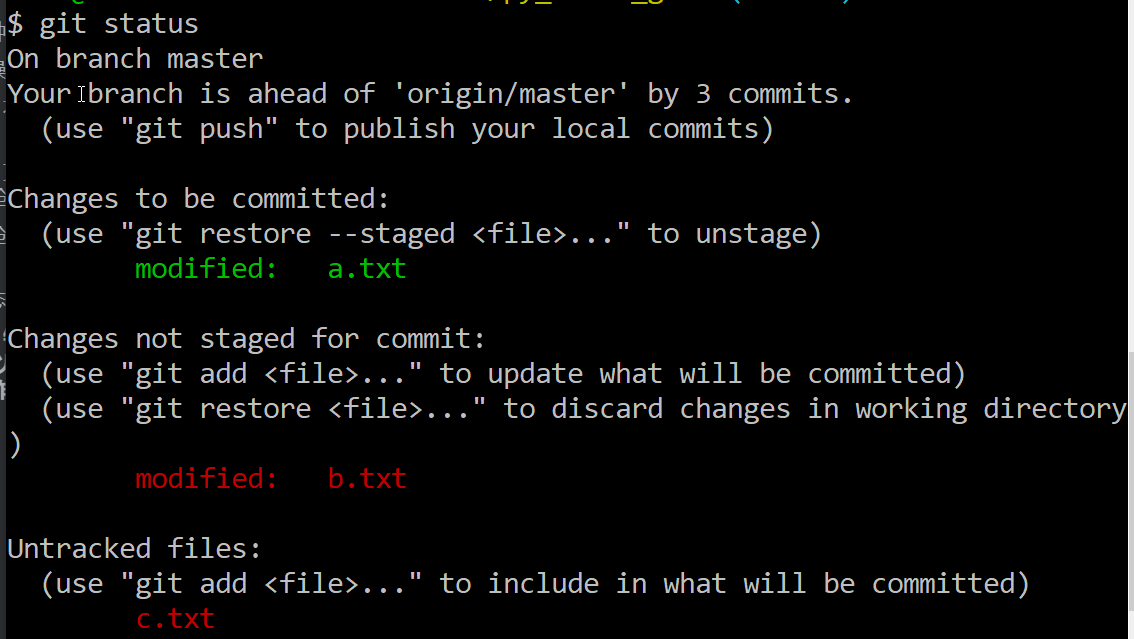 $ git status
On branch master
Your branch is ahead of 'origin/master' by 3 commits.
  (use "git push" to publish your local commits)

Changes to be committed:
  (use "git restore --staged <file>..." to unstage)
        modified:   a.txt

Changes not staged for commit:
  (use "git add <file>..." to update what will be committed)
  (use "git restore <file>..." to discard changes in working directory
)
        modified:   b.txt

Untracked files:
  (use "git add <file>..." to include in what will be committed)
        c.txt